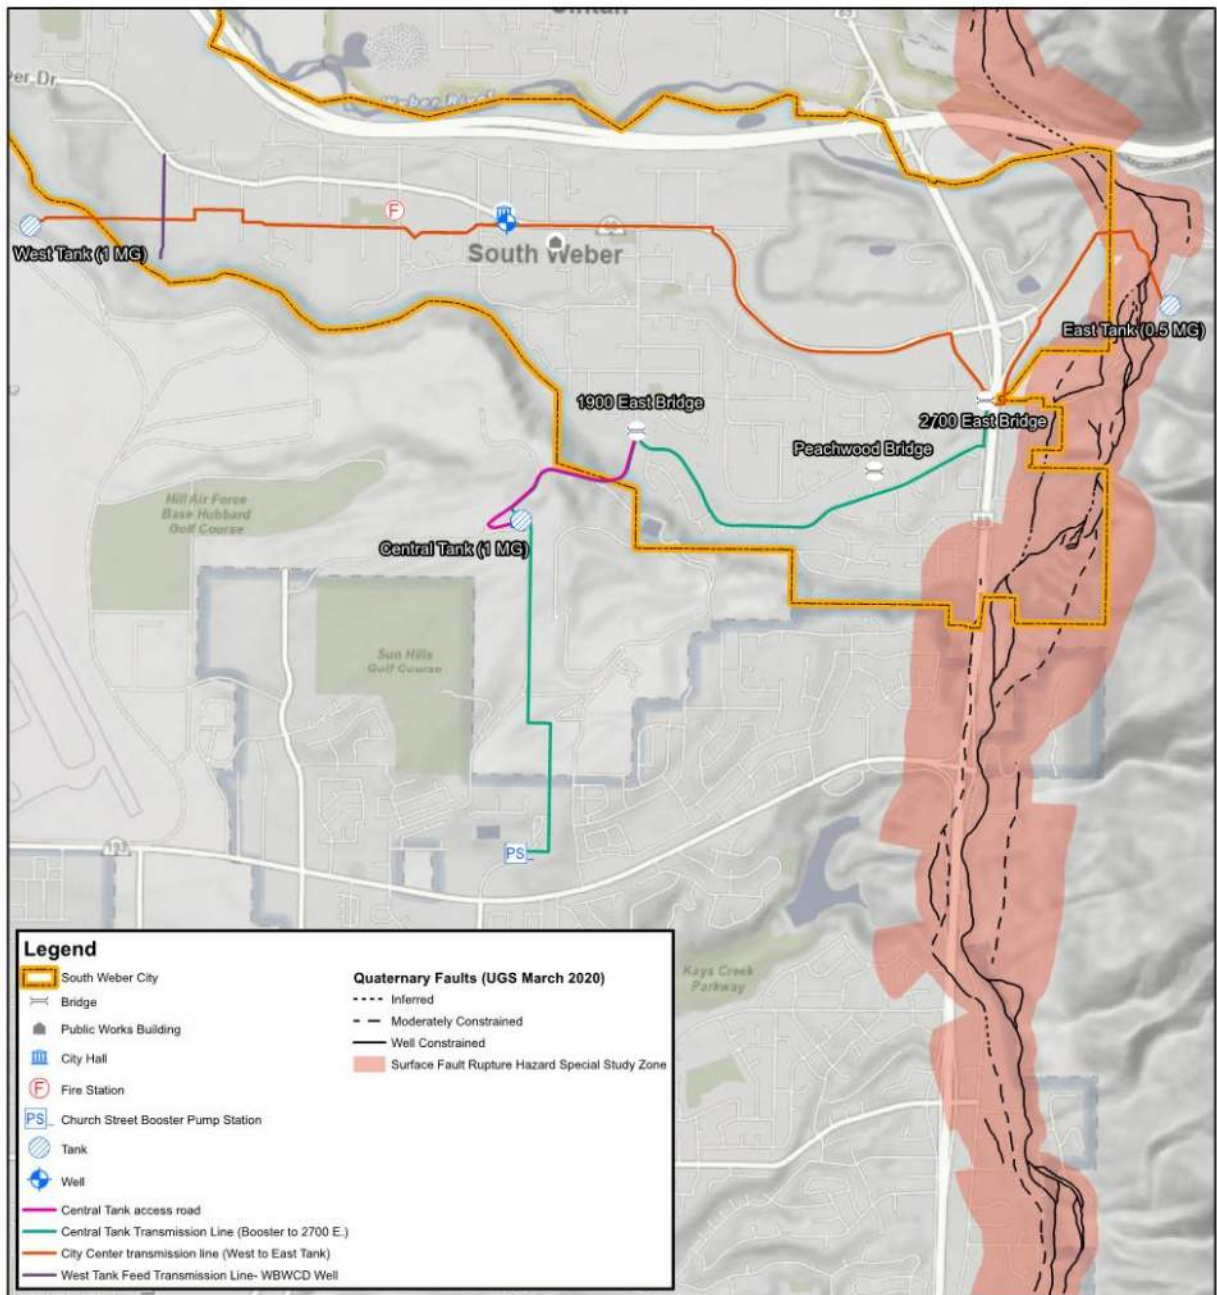 Weber River
er Dr
F
South Weber
West Tank (1 MG)
East Tank (0.5 MG)
1900 East Bridge
2700 East Bridge
Peachwood Bridge
Hill Air Force
Base Hubbard
Golf Course
Central Tank (1 MG)
Sun Hills
Golf Course
193
PS
Kays Creek
Parkway
Legend
South Weber City
Bridge
Public Works Building
City Hall
F Fire Station
PS Church Street Booster Pump Station
Tank
Well
Central Tank access road
Central Tank Transmission Line (Booster to 2700 E.)
City Center transmission line (West to East Tank)
West Tank Feed Transmission Line- WBWCD Well
Quaternary Faults (UGS March 2020)
Inferred
Moderately Constrained
Well Constrained
Surface Fault Rupture Hazard Special Study Zone